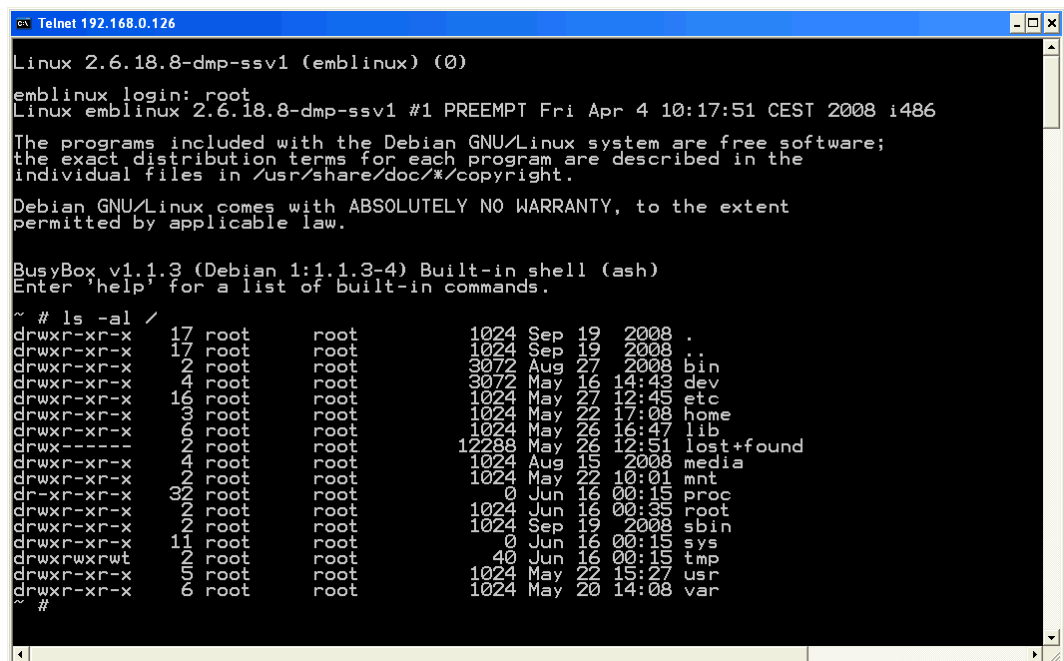 Telnet 192.168.0.126
Linux 2.6.18.8-dmp-ssv1 (emblinux) (0)
emblinux login: root
Linux emblinux 2.6.18.8-dmp-ssv1 #1 PREEMPT Fri Apr 4 10:17:51 CEST 2008 i486
The programs included with the Debian GNU/Linux system are free software;
the exact distribution terms for each program are described in the
individual files in /usr/share/doc/*/copyright.
Debian GNU/Linux comes with ABSOLUTELY NO WARRANTY, to the extent
permitted by applicable law.
BusyBox v1.1.3 (Debian 1:1.1.3-4) Built-in shell (ash)
Enter 'help' for a list of built-in commands.
~ # ls -al /
drwxr-xr-x   17 root     root         1024 Sep 19  2008 .
drwxr-xr-x   17 root     root         1024 Sep 19  2008 ..
drwxr-xr-x    2 root     root         3072 Aug 27  2008 bin
drwxr-xr-x    4 root     root         3072 May 16 14:43 dev
drwxr-xr-x   16 root     root         1024 May 27 12:45 etc
drwxr-xr-x    3 root     root         1024 May 22 17:08 home
drwxr-xr-x    6 root     root         1024 May 26 16:47 lib
drwx------    2 root     root        12288 May 26 12:51 lost+found
drwxr-xr-x    4 root     root         1024 Aug 15  2008 media
drwxr-xr-x    2 root     root         1024 May 22 10:01 mnt
dr-xr-xr-x   32 root     root            0 Jun 16 00:15 proc
drwxr-xr-x    2 root     root         1024 Jun 16 00:35 root
drwxr-xr-x    2 root     root         1024 Sep 19  2008 sbin
drwxr-xr-x   11 root     root            0 Jun 16 00:15 sys
drwxrwxrwt    2 root     root           40 Jun 16 00:15 tmp
drwxr-xr-x    5 root     root         1024 May 22 15:27 usr
drwxr-xr-x    6 root     root         1024 May 20 14:08 var
~ #